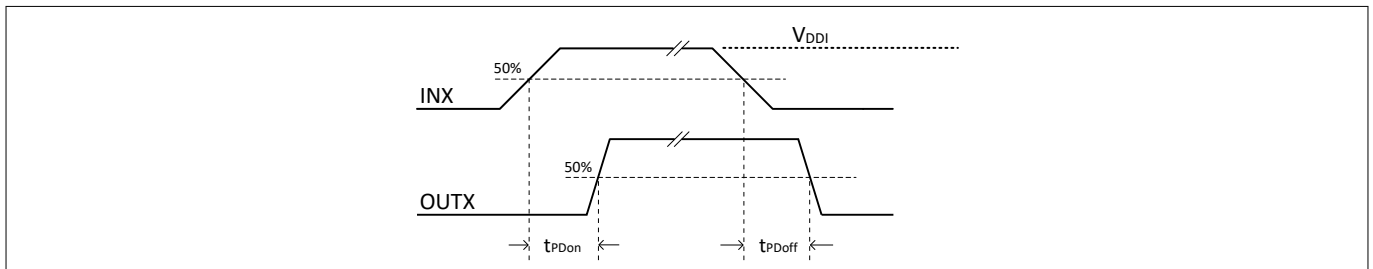 VDDI
50%
INX
50%
OUTX
tPDon
tPDoff